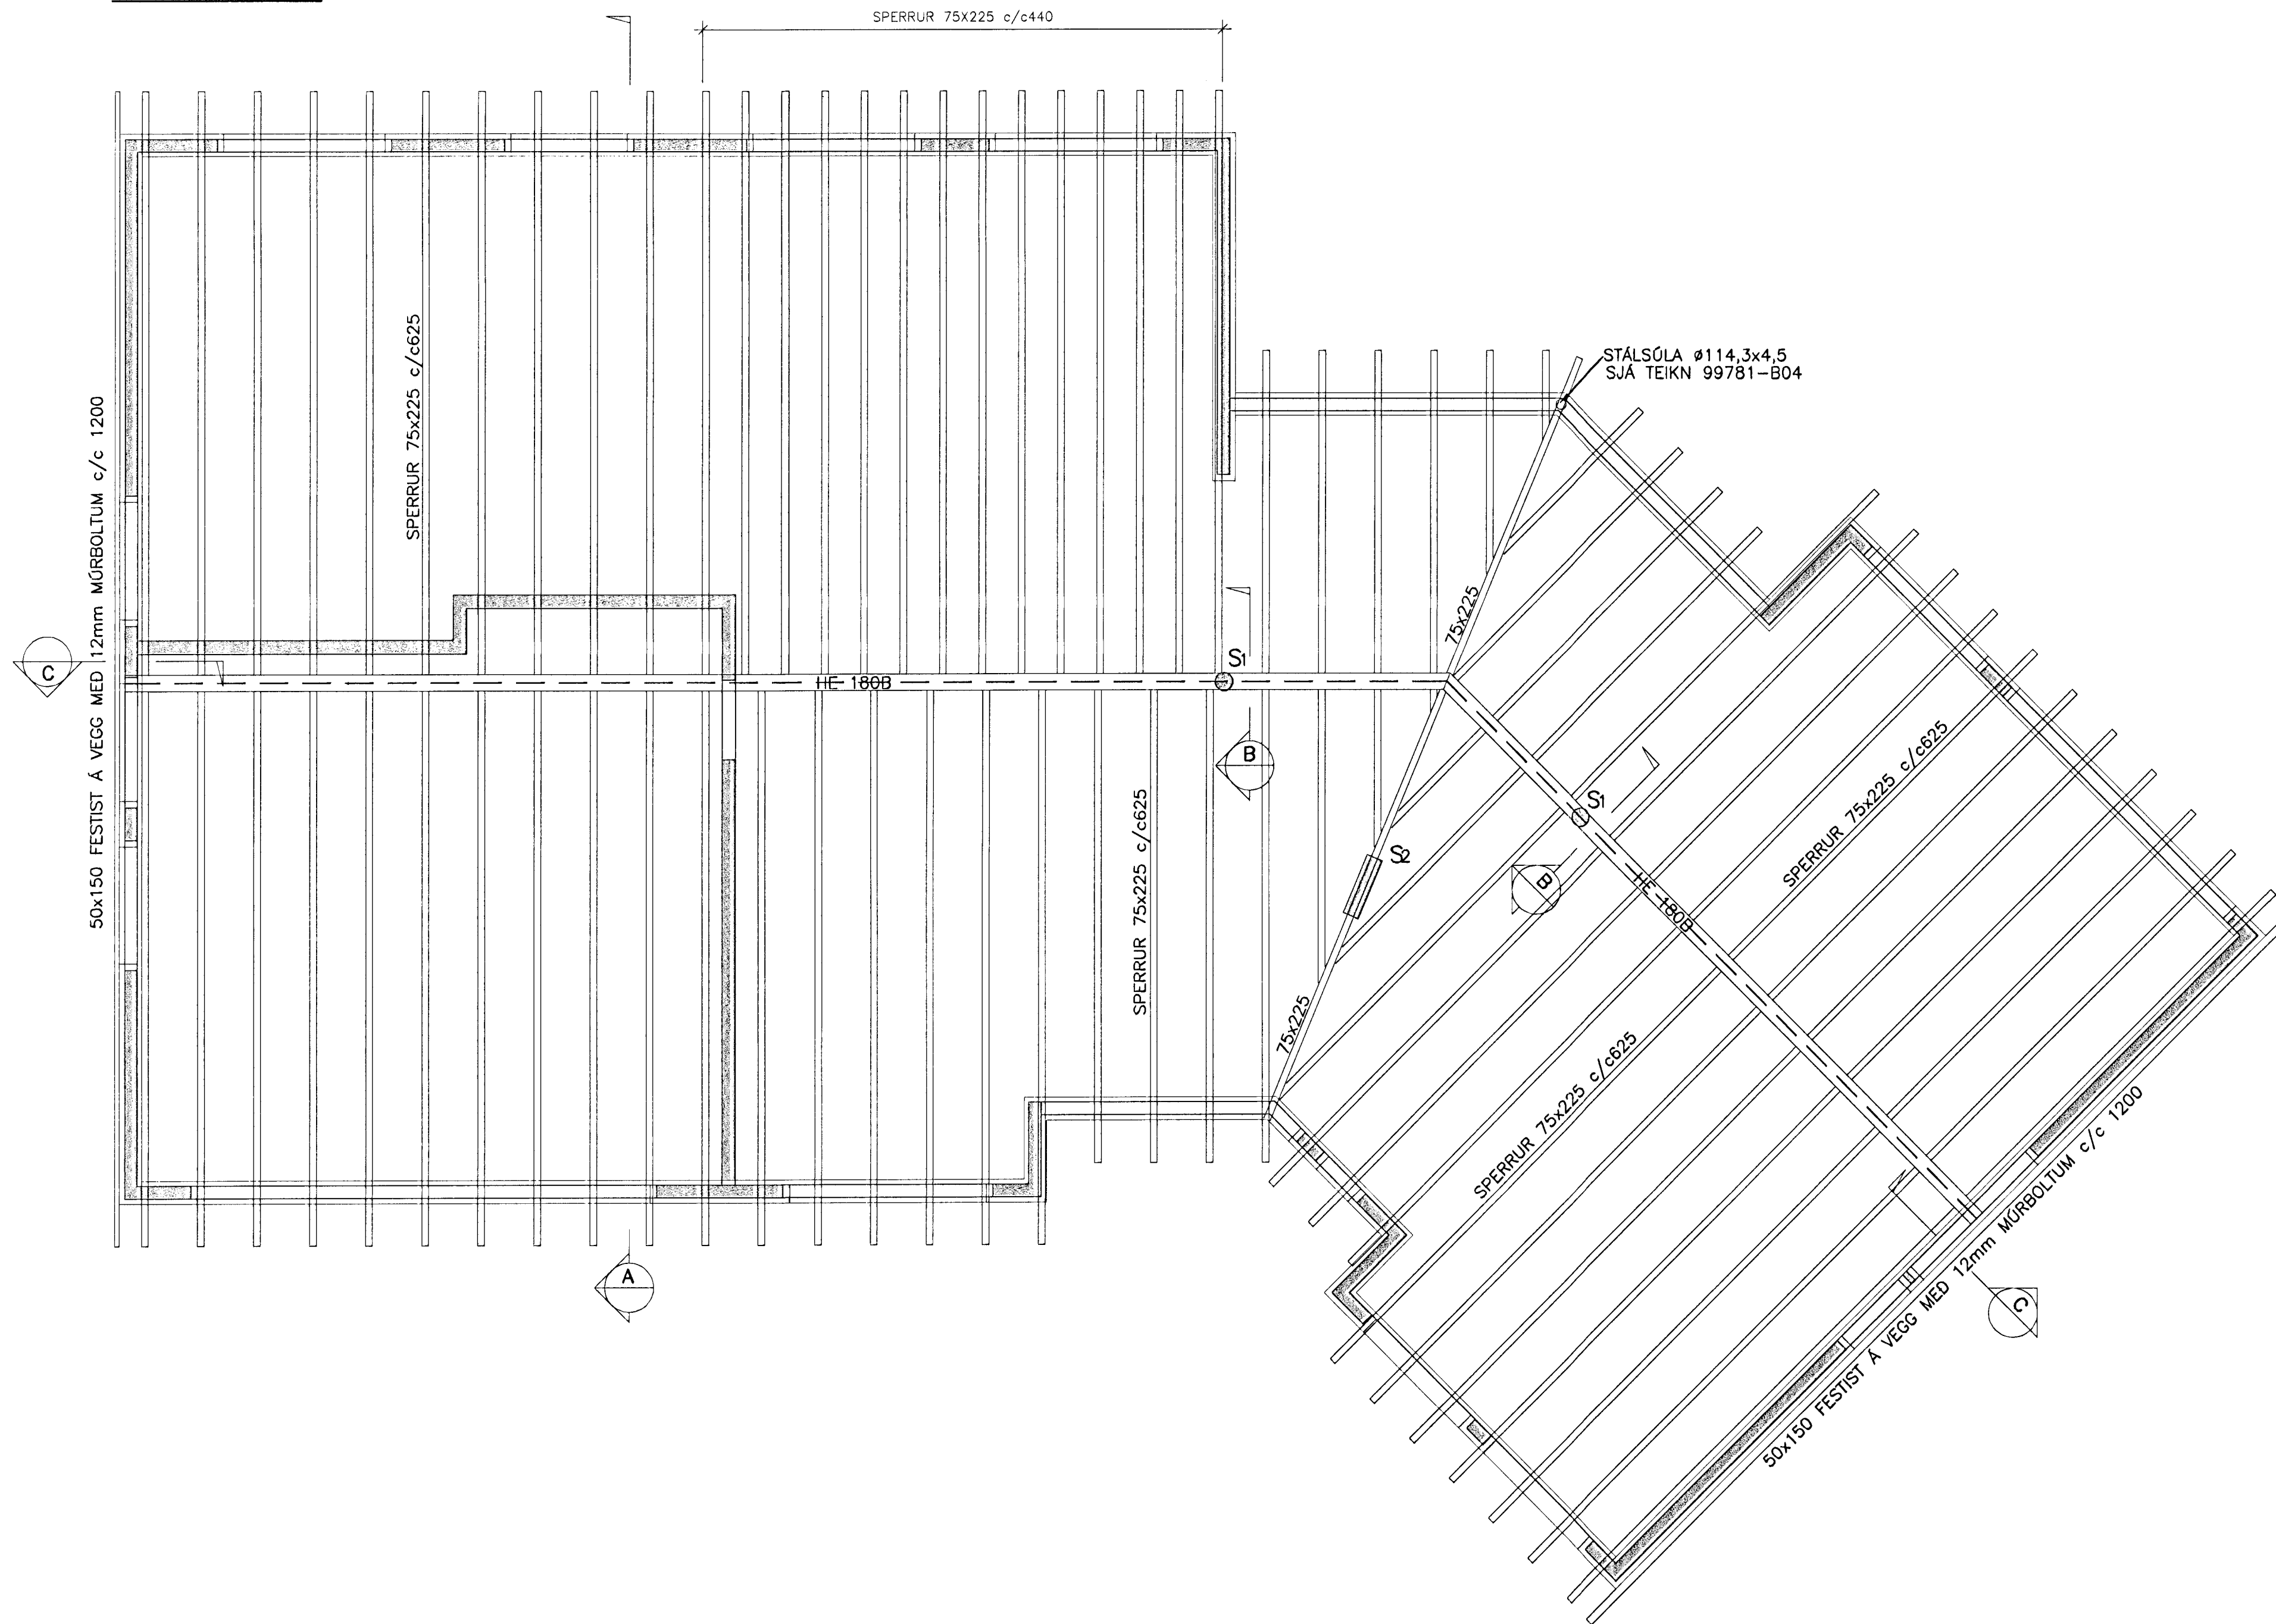 SPERRUR 75X225 c/c440
SPERRUR 75x225 c/c625
50x150 FESTIST Á VEGG MED 12mm MÚRBOLTUM c/c 1200
STÁLSÚLA ø114,3x4,5
SJÁ TEIKN 99781-B04
75x225
C
HE 180B
S1
B
S1
SPERRUR 75x225 c/c625
S2
B
HE 180B
SPERRUR 75x225 c/c625
75x225
SPERRUR 75x225 c/c625
A
C
50x150 FESTIST Á VEGG MED 12mm MÚRBOLTUM c/c 1200